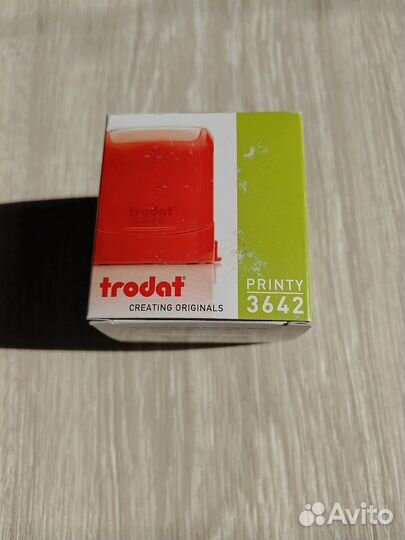 trodat
trodat®
CREATING ORIGINALS
PRINTY
3642
Avito